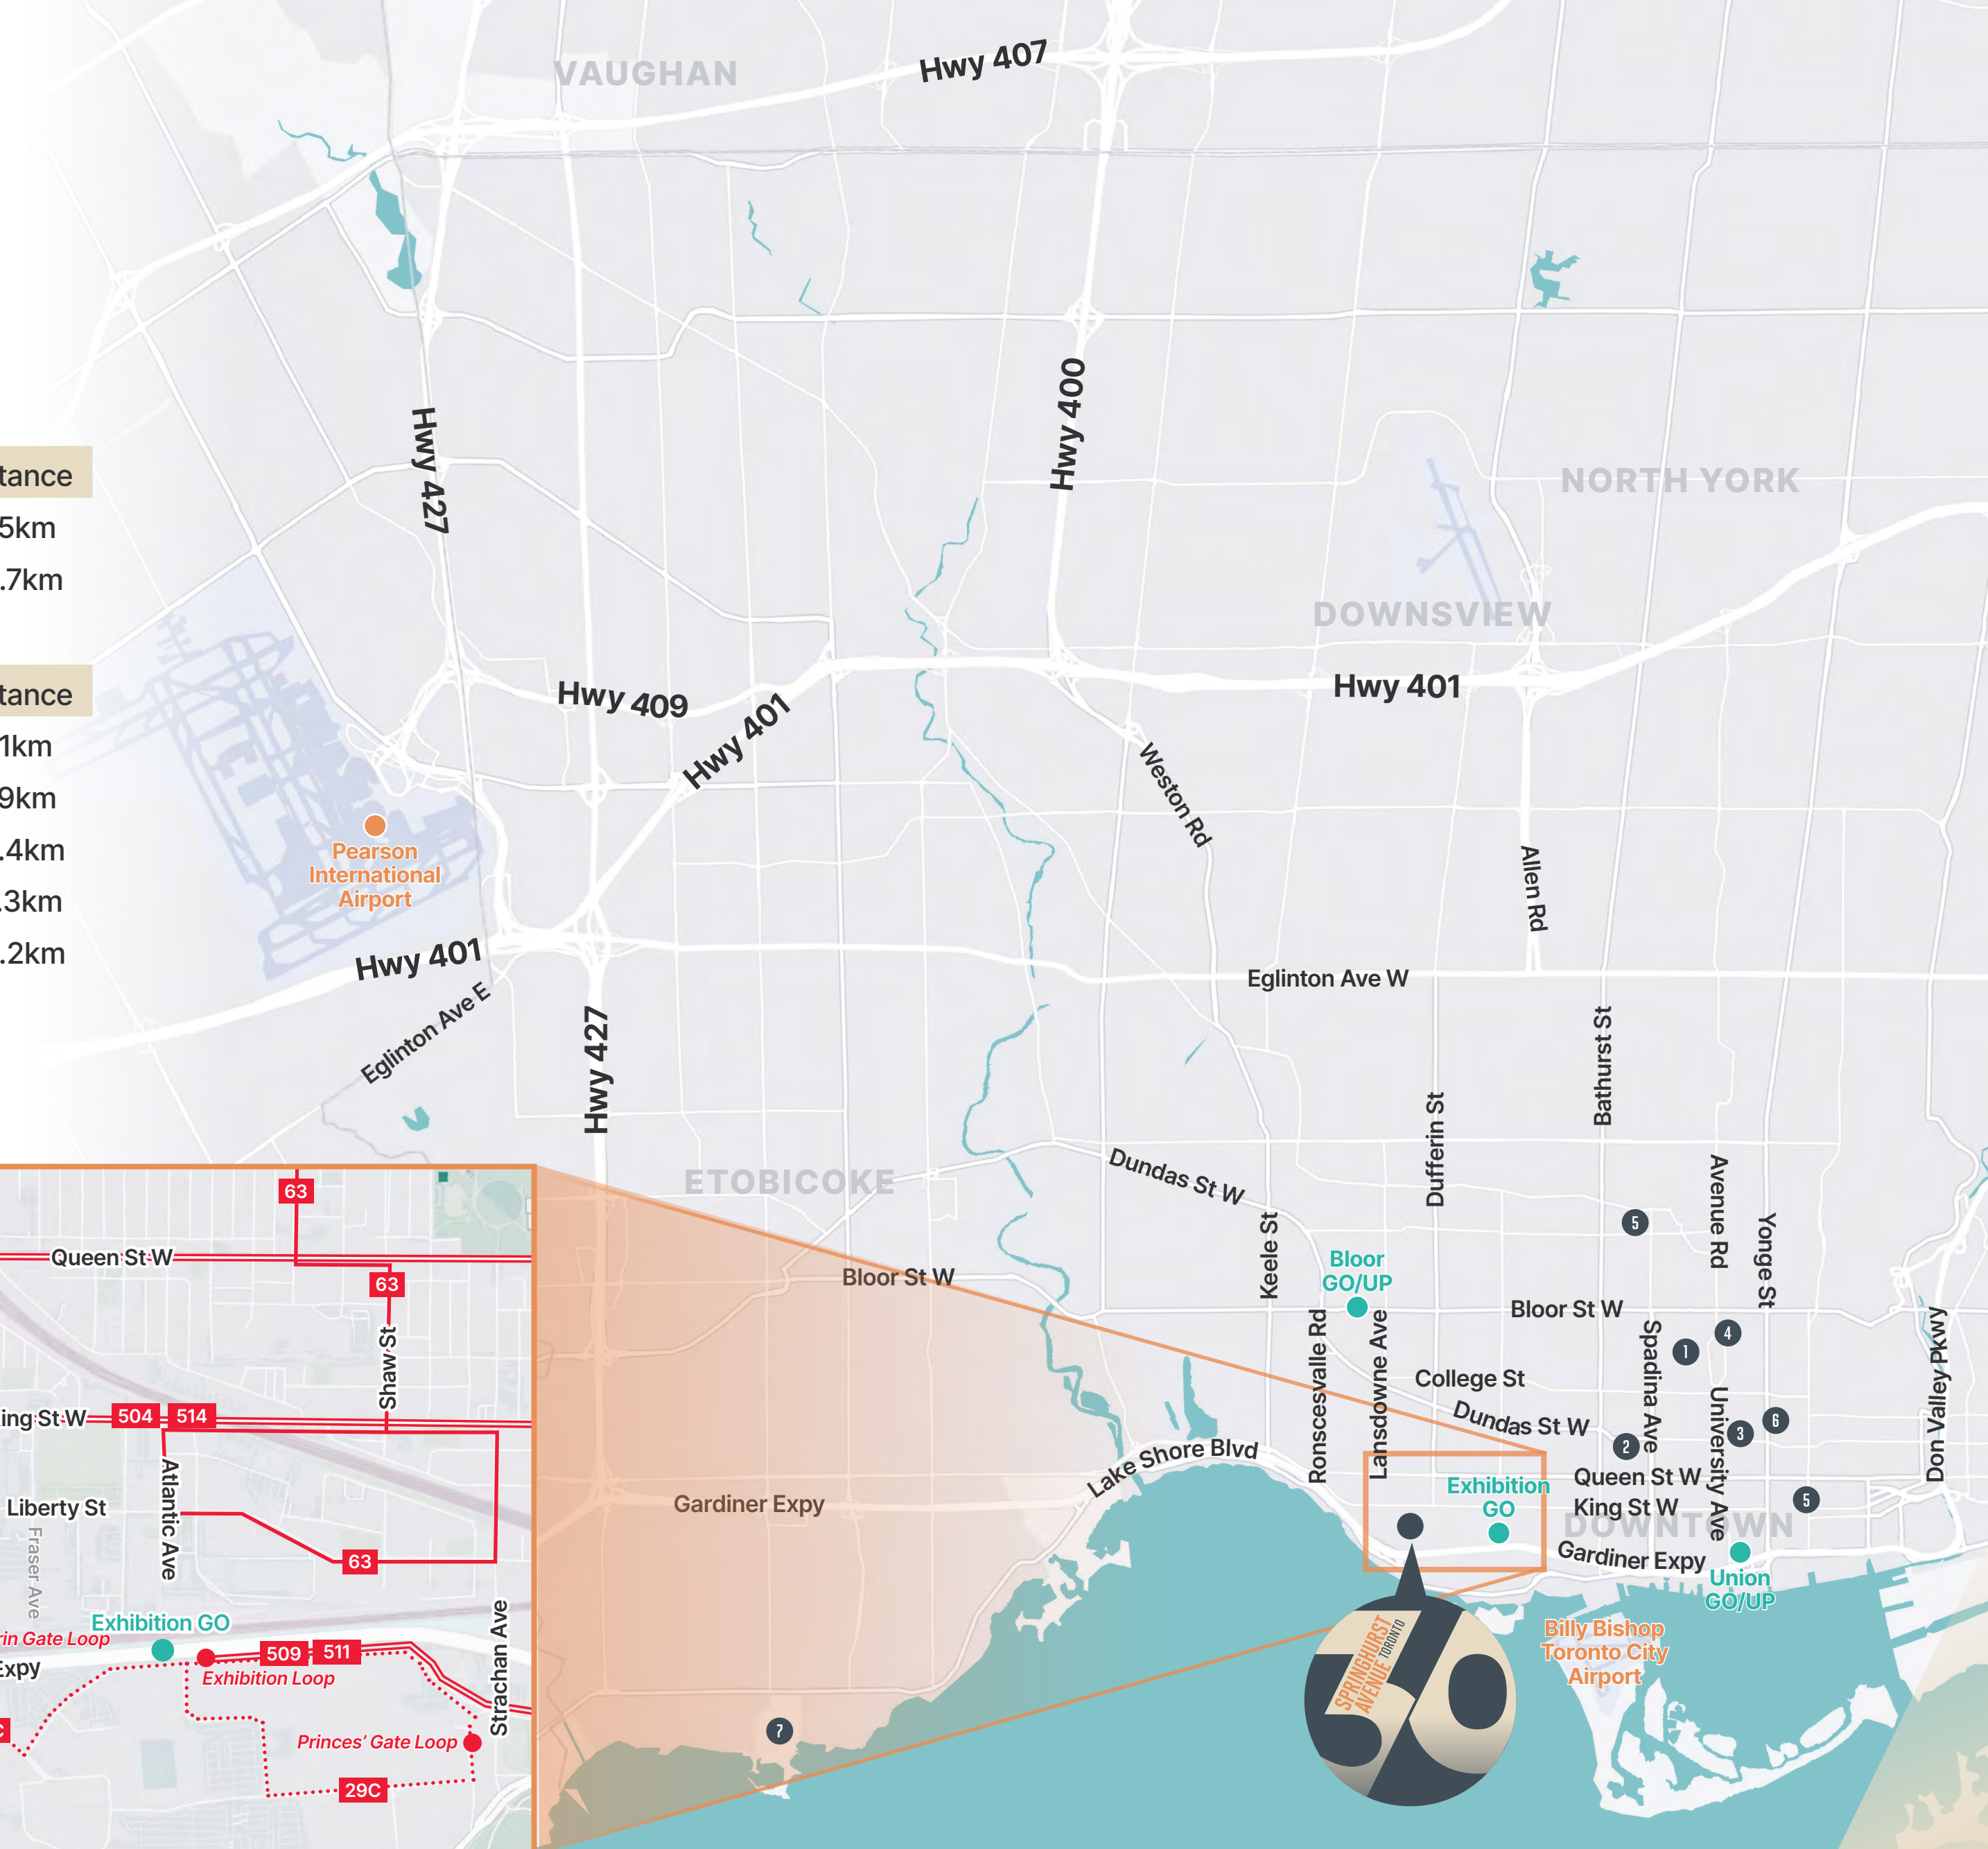 VAUGHAN
Hwy 407
Hwy 427
Hwy 400
NORTH YORK
DOWNSVIEW
Hwy 409
Hwy 401
Hwy 401
Weston Rd
Allen Rd
tance
5km
.7km
tance
1km
9km
.4km
.3km
.2km
Pearson
International
Airport
Hwy 401
Eglinton Ave E
Eglinton Ave W
Hwy 427
Bathurst St
Dufferin St
ETOBICOKE
Dundas St W
Keele St
Avenue Rd
Yonge St
5
Bloor
GO/UP
Bloor St W
Bloor St W
Ronscesvalle Rd
Lansdowne Ave
Spadima Ave
1
4
Don Valley Pkwy
College St
Dundas St W
University Ave
2
3
6
Lake Shore Blvd
Gardiner Expy
Exhibition
GO
Queen St W
King St W
5
DOWNTOWN
Gardiner Expy
Union
GO/UP
Billy Bishop
Toronto City
Airport
SPRINGHURST
AVENUE TORONTO
50
7
63
Queen St W
63
Shaw St
ing St W
504
514
Atlantic Ave
Liberty St
Fraser Ave
63
Exhibition GO
rin Gate Loop
509
511
Expy
Exhibition Loop
Strachan Ave
Princes’ Gate Loop
C
29C